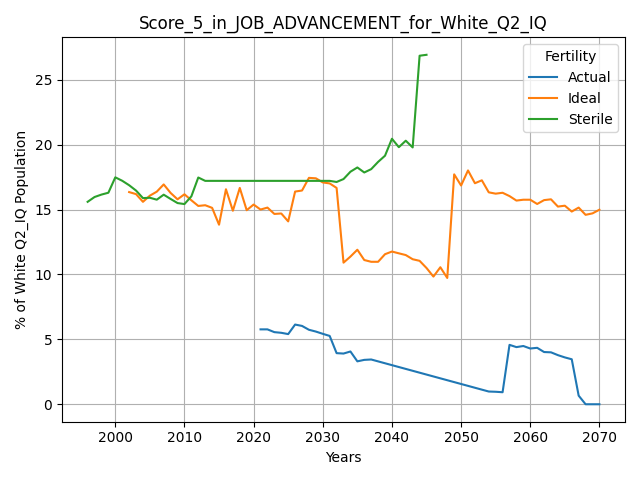 Score_5_in_JOB_ADVANCEMENT_for_White_Q2_IQ
Fertility
Actual
Ideal
Sterile
% of White Q2_IQ Population
25
20
15
10
5
0
2000 2010 2020 2030 2040 2050 2060 2070
Years